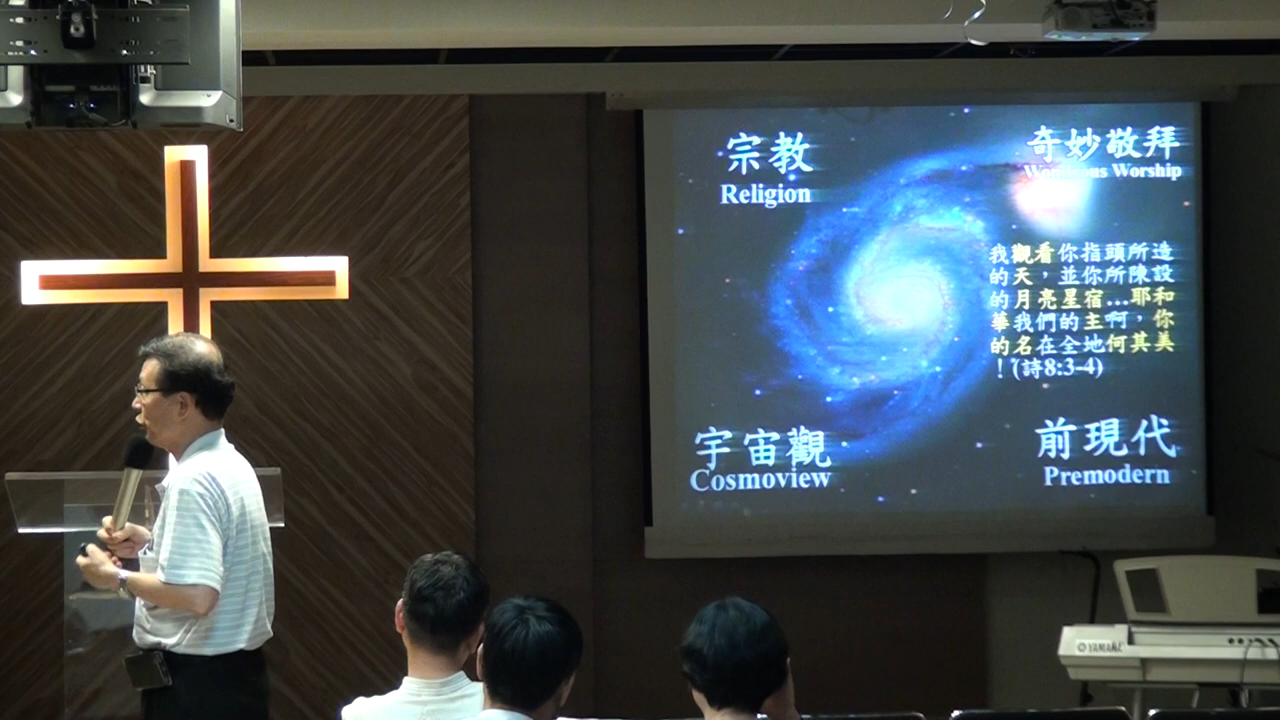 宗教
Religion
奇妙敬拜
Wondrous Worship
我觀看你指頭所造
的天，並你所陳設
的月亮星宿...耶和
華我們的主啊，你
的名在全地何其美
！(詩8:3-4)
宇宙觀
Cosmoview
前現代
Premodern
YAMAHA